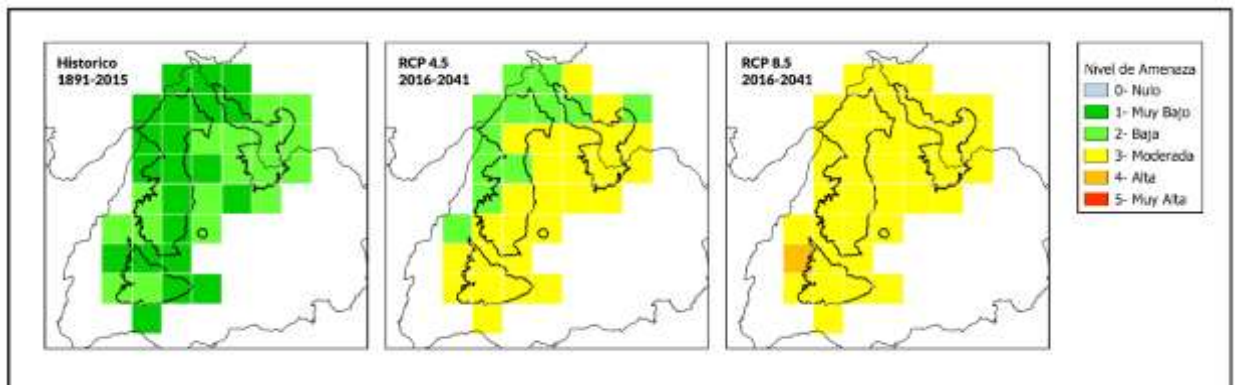 Historico
1891-2015
RCP 4.5
2016-2041
RCP 8.5
2016-2041
Nivel de Amenaza
0- Nulo
1- Muy Bajo
2- Baja
3- Moderada
4- Alta
5- Muy Alta